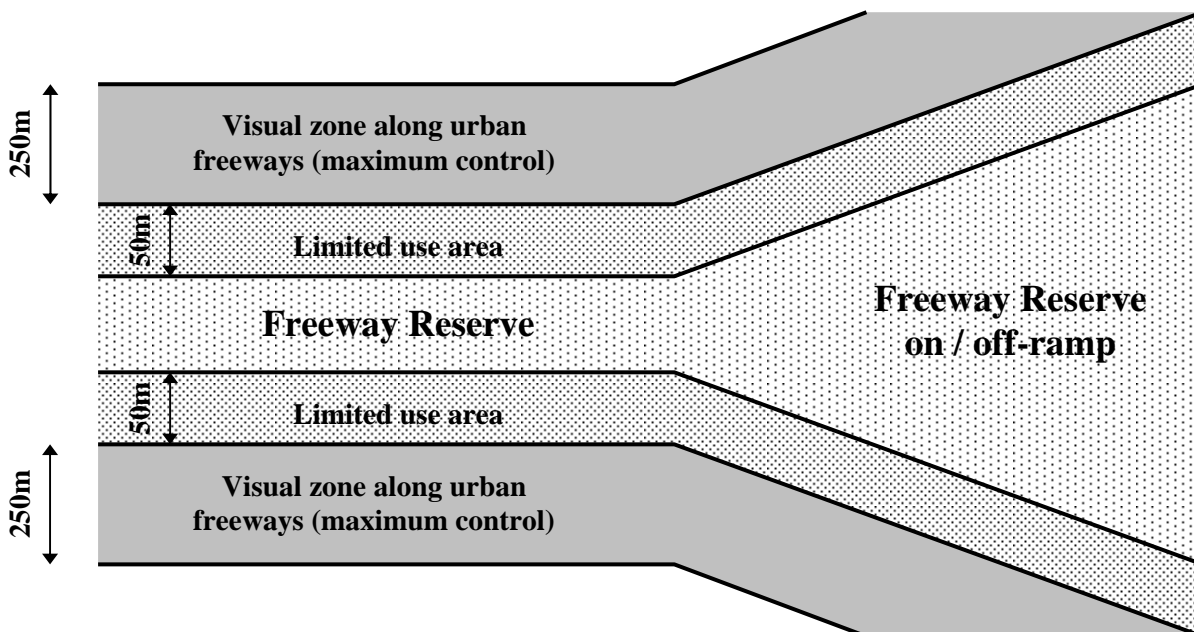 250m
Visual zone along urban
freeways (maximum control)
50m
Limited use area
Freeway Reserve
Freeway Reserve
on / off-ramp
50m
Limited use area
250m
Visual zone along urban
freeways (maximum control)